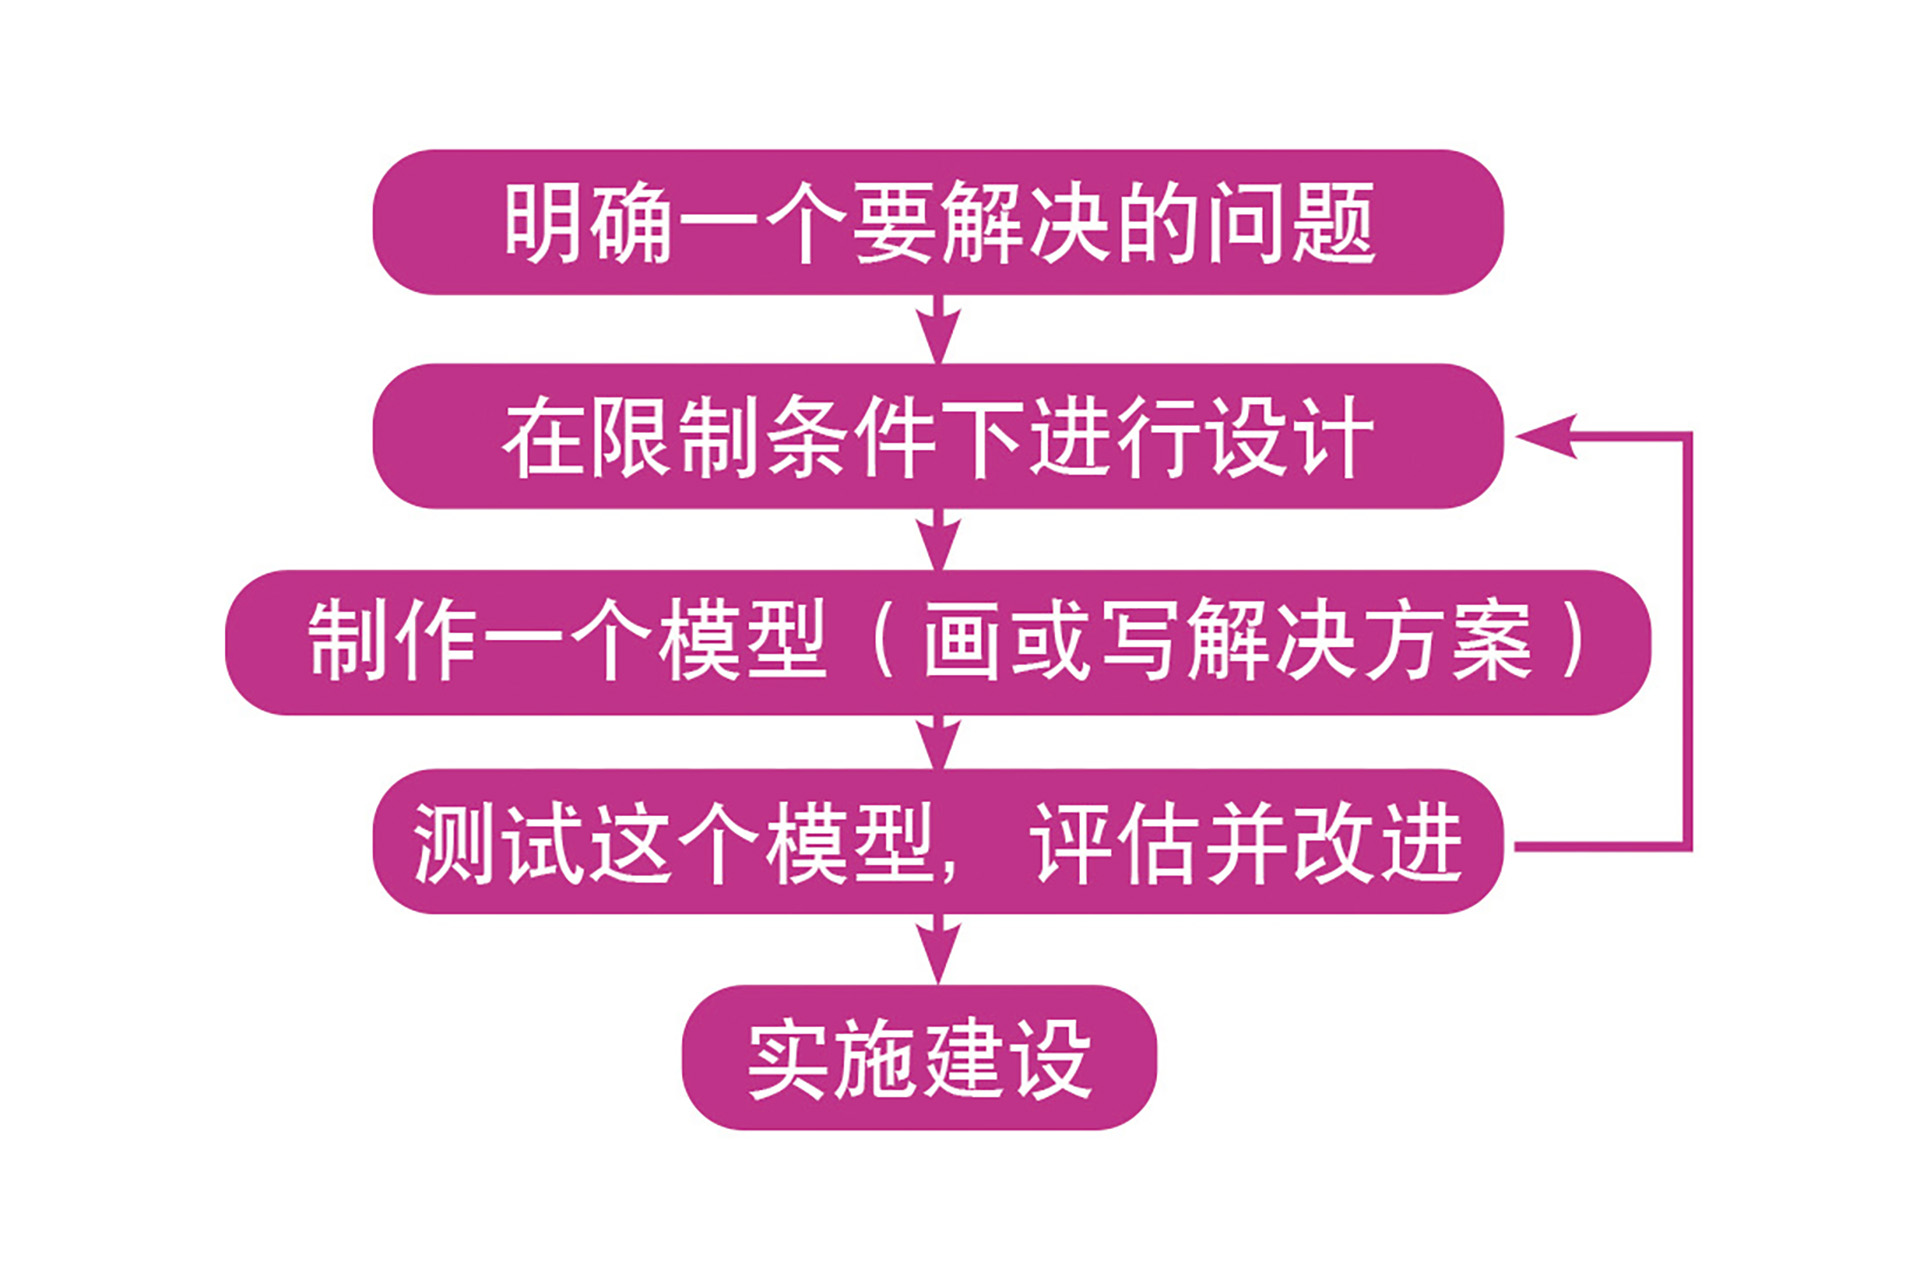 明确一个要解决的问题
在限制条件下进行设计
制作一个模型（画或写解决方案）
测试这个模型，评估并改进
实施建设